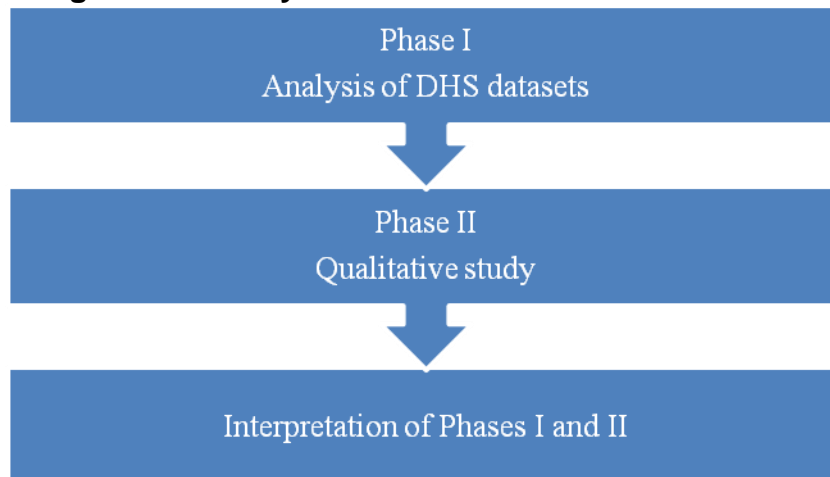 Phase I
Analysis of DHS datasets
Phase II
Qualitative study
Interpretation of Phases I and II